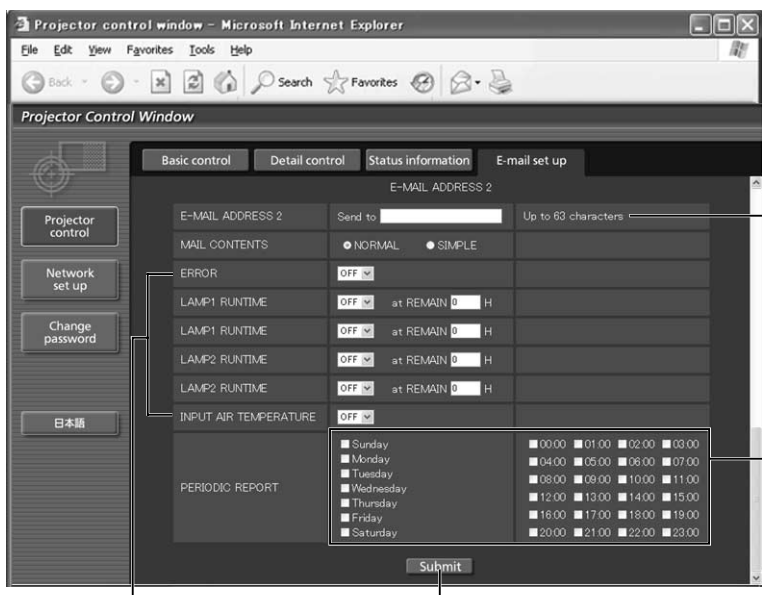 Projector control window - Microsoft Internet Explorer
File Edit View Favorites Tools Help
Back Search Favorites
Projector Control Window
Basic control Detail control Status information E-mail set up
E-MAIL ADDRESS 2
E-MAIL ADDRESS 2 Send to Up to 63 characters
MAIL CONTENTS NORMAL SIMPLE
ERROR OFF
LAMP1 RUNTIME OFF at REMAIN 0 H
LAMP1 RUNTIME OFF at REMAIN 0 H
LAMP2 RUNTIME OFF at REMAIN 0 H
LAMP2 RUNTIME OFF at REMAIN 0 H
INPUT AIR TEMPERATURE OFF
PERIODIC REPORT
Sunday
Monday
Tuesday
Wednesday
Thursday
Friday
Saturday
00:00 01:00 02:00 03:00
04:00 05:00 06:00 07:00
08:00 09:00 10:00 11:00
12:00 13:00 14:00 15:00
16:00 17:00 18:00 19:00
20:00 21:00 22:00 23:00
Submit
Projector
control
Network
set up
Change
password
日本語